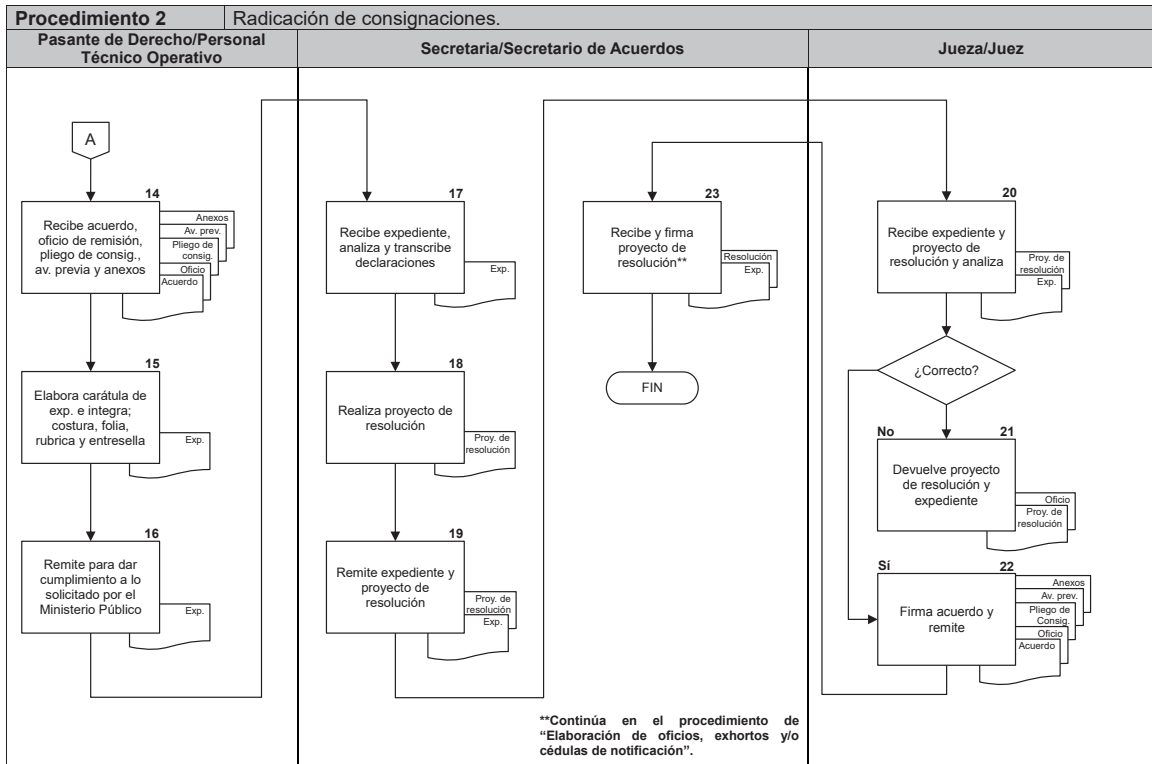 Procedimiento 2
Radicación de consignaciones.
Pasante de Derecho/Personal
Técnico Operativo
Secretaria/Secretario de Acuerdos
Jueza/Juez
A
14
Recibe acuerdo,
oficio de remisión,
pliego de consig.,
av. previa y anexos
Anexos
Av. prev.
Pliego de
consig.
Oficio
Acuerdo
15
Elabora carátula de
exp. e integra;
costura, folia,
rubrica y entresella
Exp.
16
Remite para dar
cumplimiento a lo
solicitado por el
Ministerio Público
Exp.
17
Recibe expediente,
analiza y transcribe
declaraciones
Exp.
18
Realiza proyecto de
resolución
Proy. de
resolución
19
Remite expediente y
proyecto de
resolución
Proy. de
resolución
Exp.
23
Recibe y firma
proyecto de
resolución**
Resolución
Exp.
FIN
**Continúa en el procedimiento de
“Elaboración de oficios, exhortos y/o
cédulas de notificación”.
20
Recibe expediente y
proyecto de
resolución y analiza
Proy. de
resolución
Exp.
¿Correcto?
No
21
Devuelve proyecto
de resolución y
expediente
Oficio
Proy. de
resolución
Sí
22
Firma acuerdo y
remite
Anexos
Av. prev.
Pliego de
Consig.
Oficio
Acuerdo